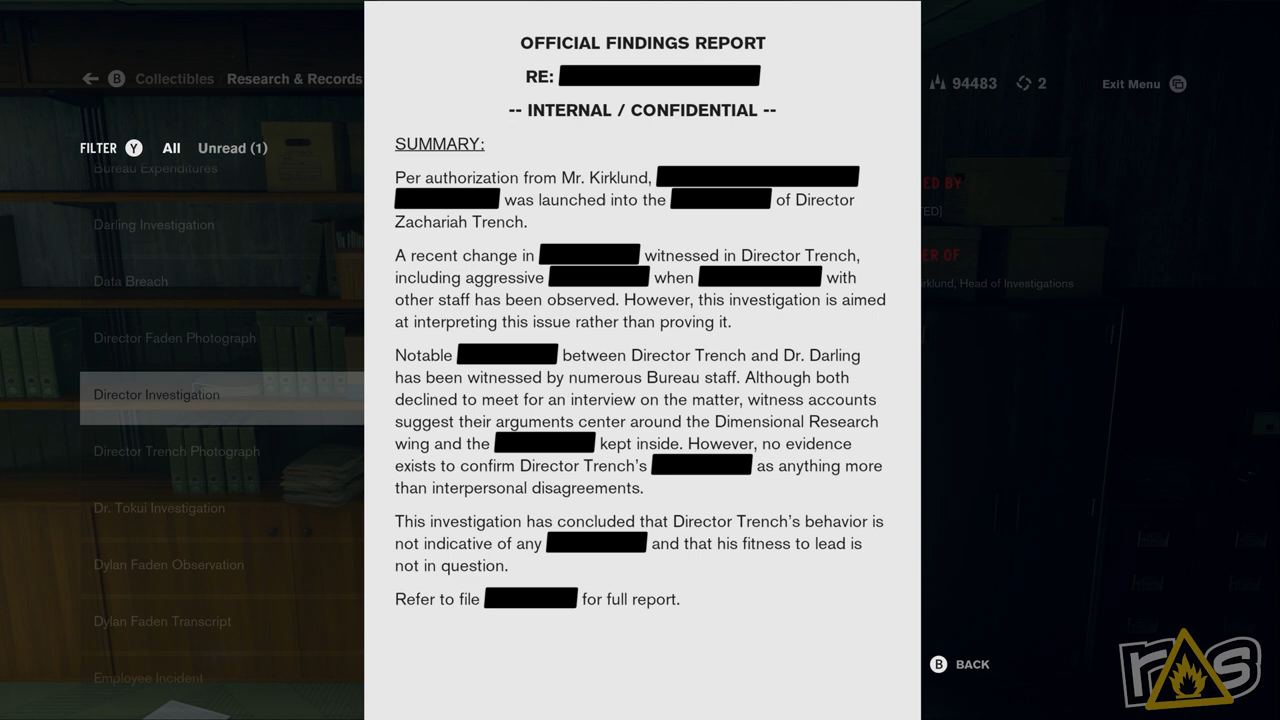 OFFICIAL FINDINGS REPORT
RE:
-- INTERNAL / CONFIDENTIAL --
SUMMARY:
Per authorization from Mr. Kirklund,
was launched into the of Director
Zachariah Trench.
A recent change in witnessed in Director Trench,
including aggressive when with
other staff has been observed. However, this investigation is aimed
at interpreting this issue rather than proving it.
Notable between Director Trench and Dr. Darling
has been witnessed by numerous Bureau staff. Although both
declined to meet for an interview on the matter, witness accounts
suggest their arguments center around the Dimensional Research
wing and the kept inside. However, no evidence
exists to confirm Director Trench's as anything more
than interpersonal disagreements.
This investigation has concluded that Director Trench's behavior is
not indicative of any and that his fitness to lead is
not in question.
Refer to file for full report.
B Collectibles Research & Records
FILTER Y All Unread (1)
Bureau Expenditures
Darling Investigation
Data Breach
Director Faden Photograph
Director Investigation
Director Trench Photograph
Dr. Tokui Investigation
Dylan Faden Observation
Dylan Faden Transcript
Employee Incident
94483 2 Exit Menu
ED BY
ED]
ER OF
rklund, Head of Investigations
B BACK